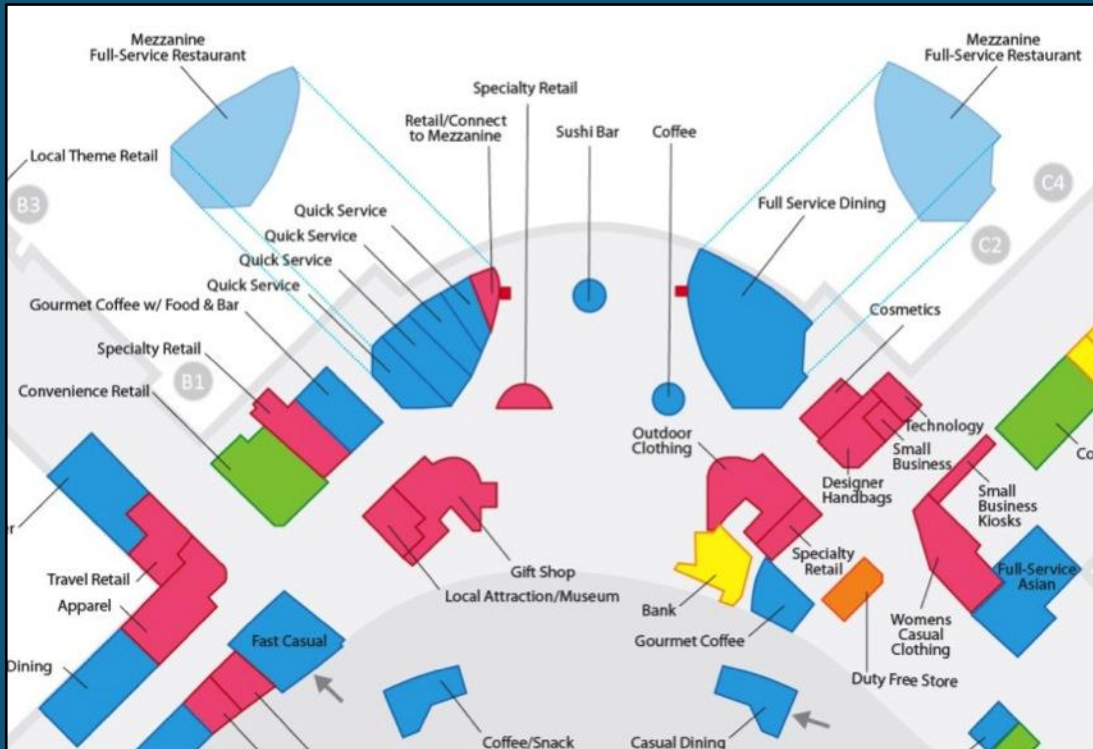 Mezzanine
Full-Service Restaurant
Mezzanine
Full-Service Restaurant
Specialty Retail
Retail/Connect
to Mezzanine
Sushi Bar
Coffee
Local Theme Retail
B3
C4
Quick Service
Full Service Dining
Quick Service
C2
Quick Service
Quick Service
Gourmet Coffee w/ Food & Bar
Cosmetics
Specialty Retail
B1
Convenience Retail
Outdoor
Clothing
Technology
Small
Business
Co
Designer
Handbags
Small
Business
Kiosks
r
Gift Shop
Specialty
Retail
Full-Service
Asian
Travel Retail
Local Attraction/Museum
Apparel
Bank
Womens
Casual
Clothing
Fast Casual
Gourmet Coffee
Dining
Duty Free Store
Coffee/Snack
Casual Dining